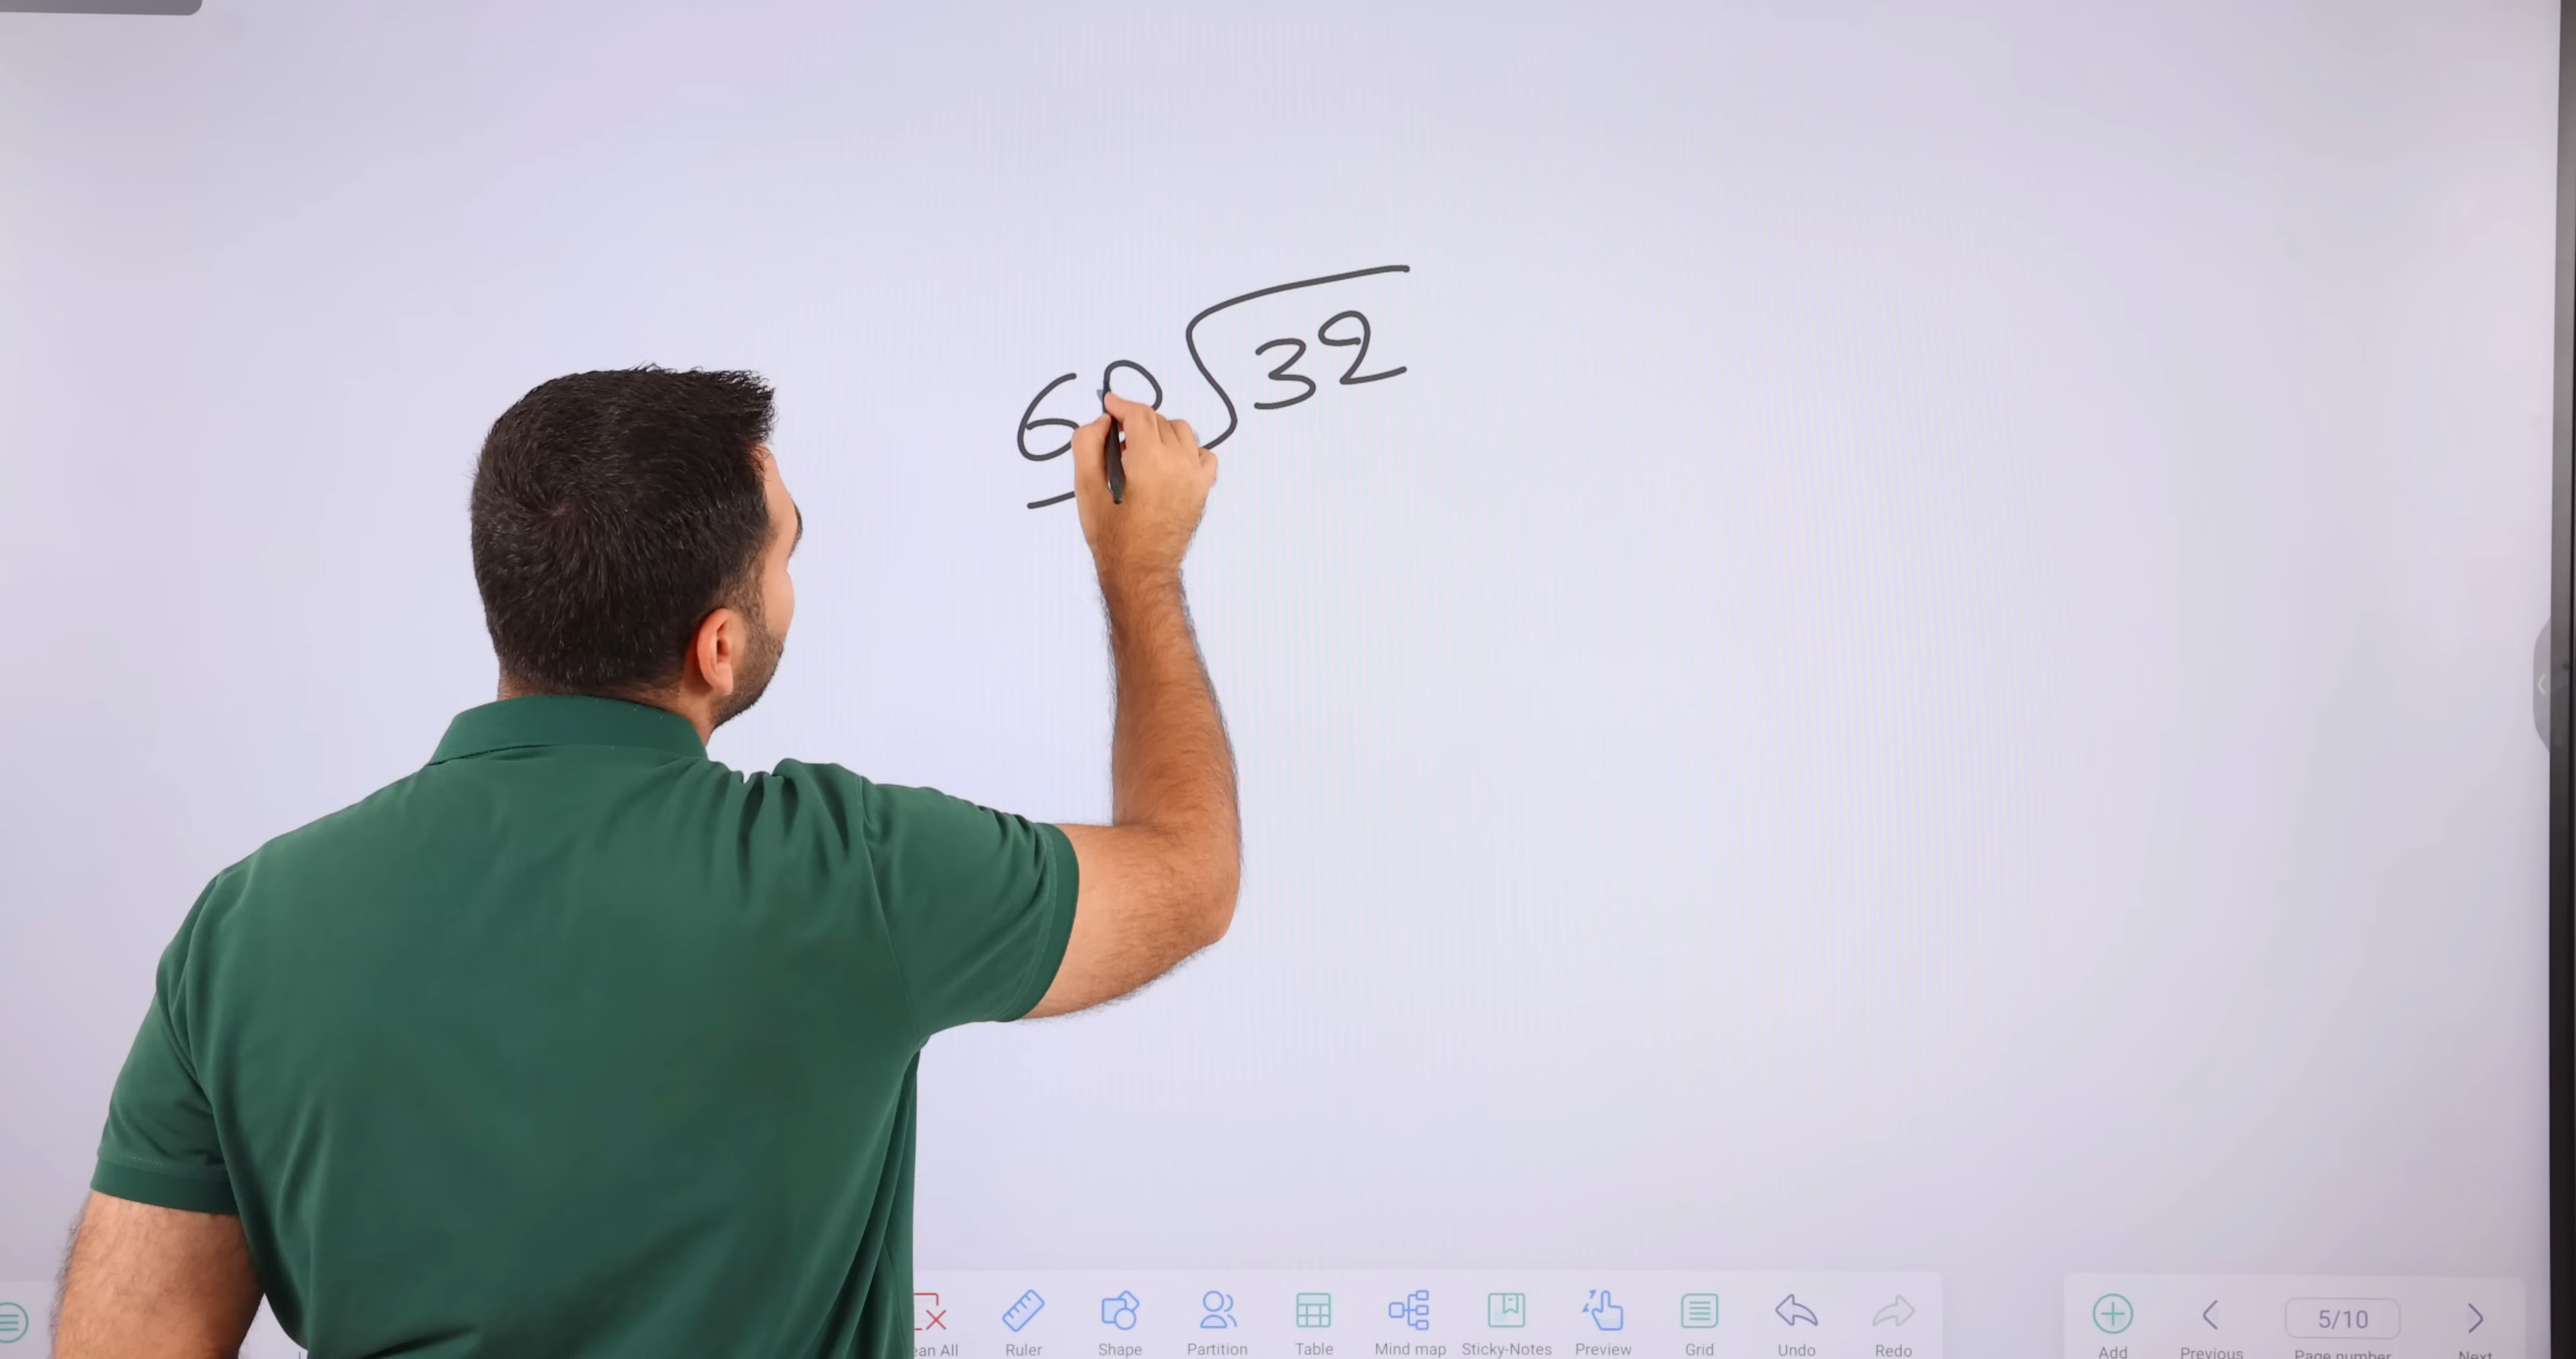 60 32
ean All Ruler Shape Partition Table Mind map Sticky-Notes Preview Grid Undo Redo Add Previous 5/10 Page number Next